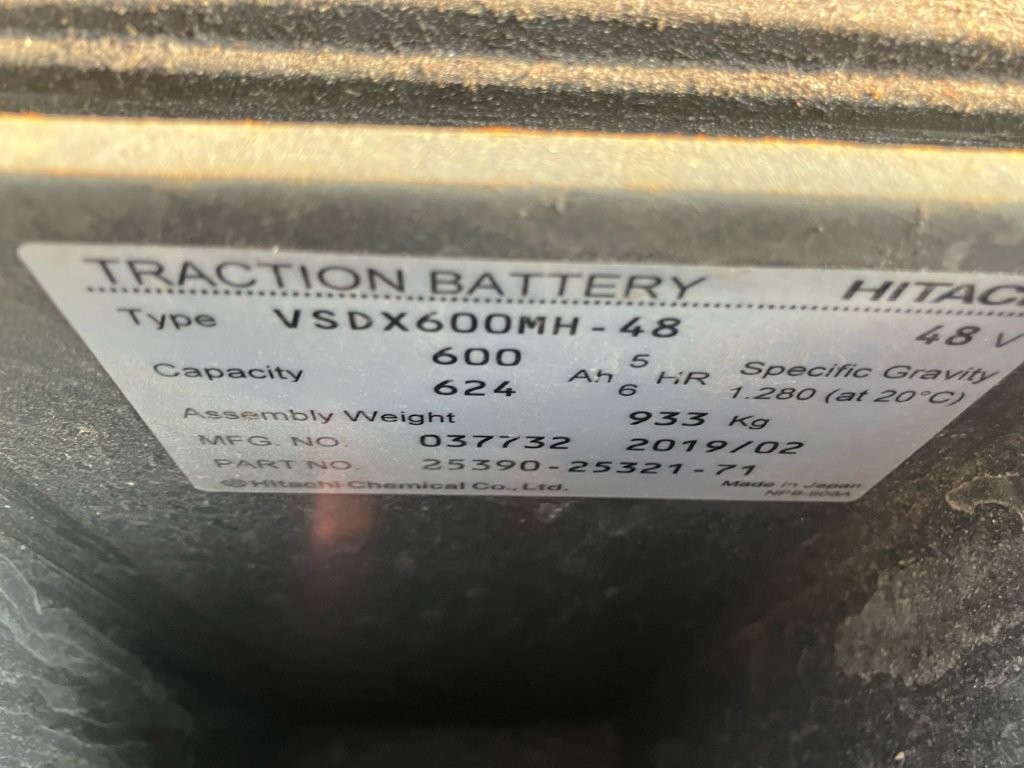 TRACTION BATTERY HITAC
Type VSDX600MH-48 48 V
Capacity 600 Ah 5 HR Specific Gravity
624 6 1.280 (at 20°C)
Assembly Weight 933 Kg
MFG. NO. 037732 2019/02
PART NO. 25390-25321-71
Hitachi Chemical Co., Ltd. Made in Japan